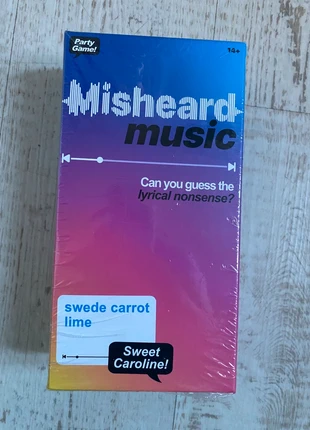 Party
Game!
14+
Misheard
music
Can you guess the
lyrical nonsense?
swede carrot
lime
Sweet
Caroline!